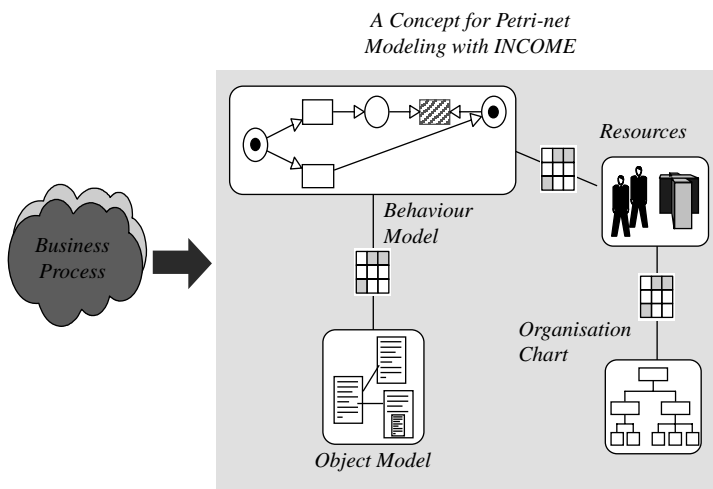 A Concept for Petri-net
Modeling with INCOME
Resources
Behaviour
Model
Business
Process
Organisation
Chart
Object Model